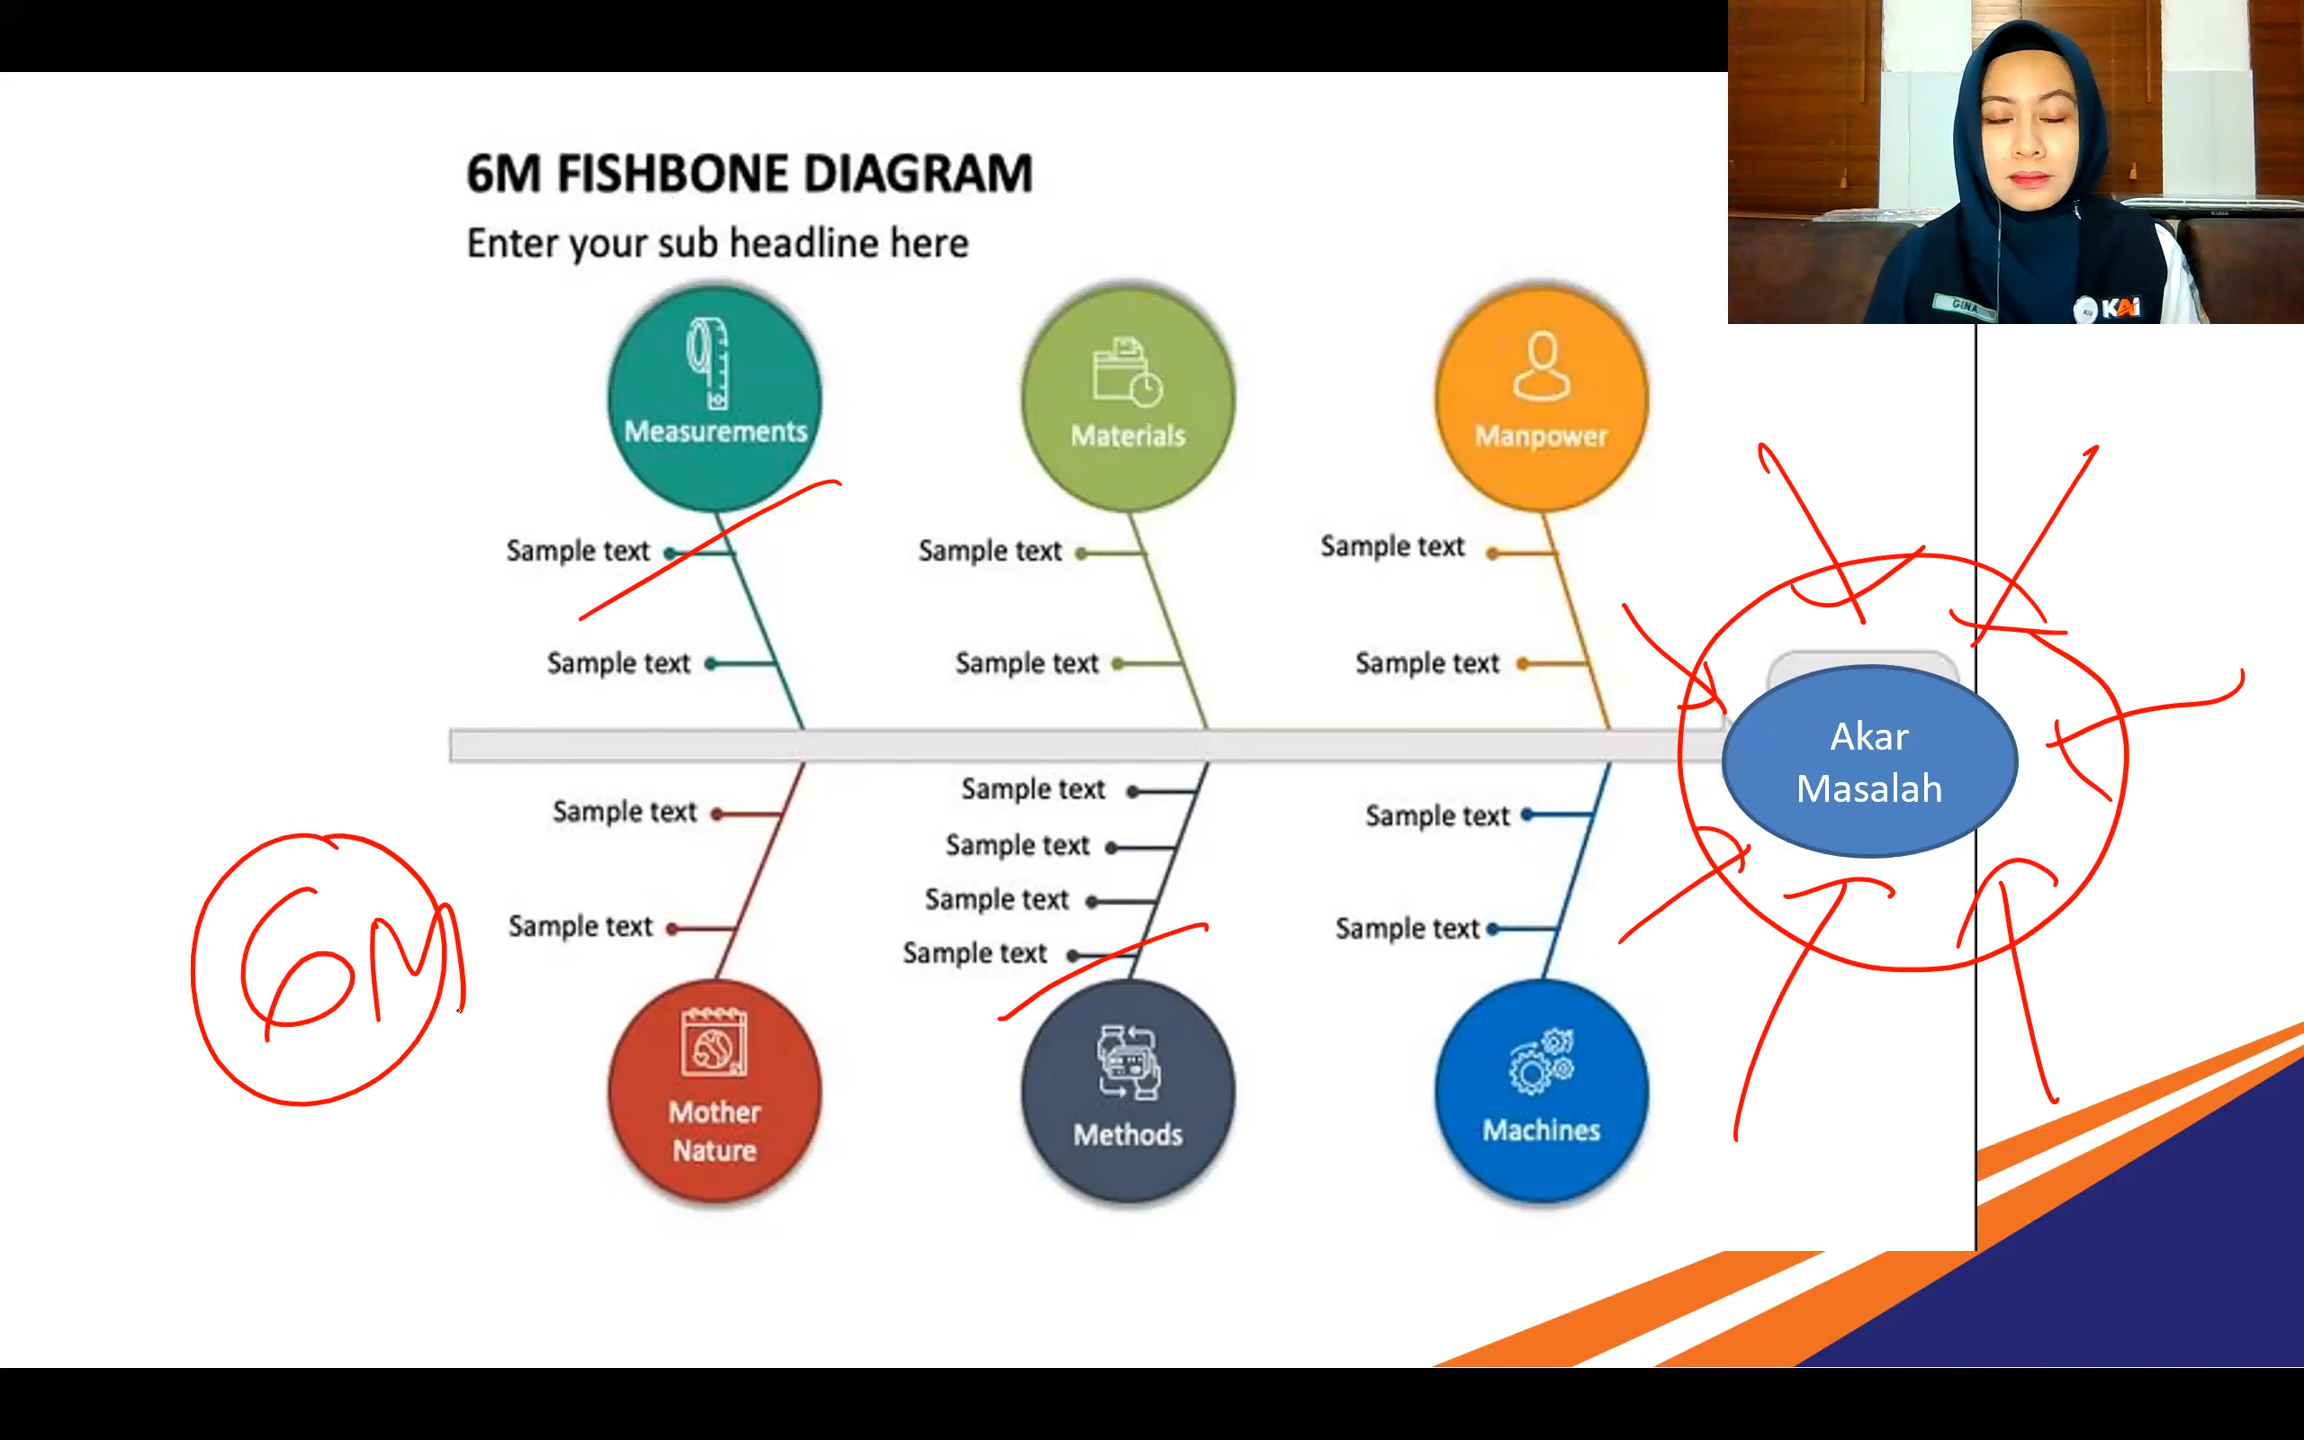 6M FISHBONE DIAGRAM
Enter your sub headline here
GINA
KAI
Measurements
Materials
Manpower
Sample text
Sample text
Sample text
Sample text
Sample text
Sample text
Akar
Masalah
Sample text
Sample text
Sample text
Sample text
Sample text
Sample text
Sample text
Sample text
6M
Mother
Nature
Methods
Machines